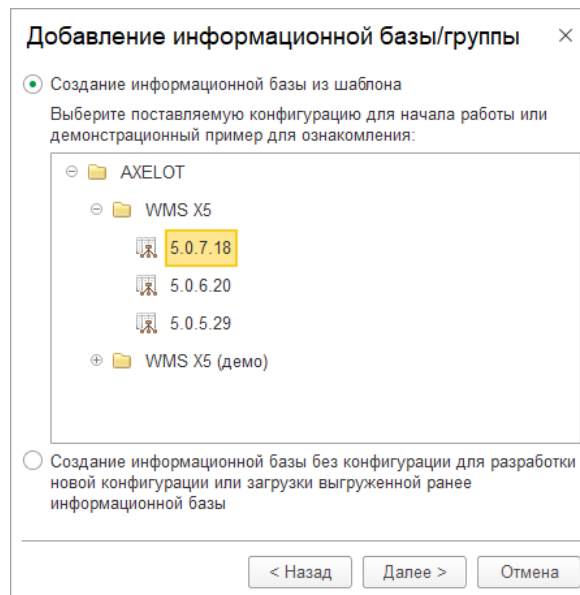 Добавление информационной базы/группы
Создание информационной базы из шаблона
Выберите поставляемую конфигурацию для начала работы или
демонстрационный пример для ознакомления:
AXELOT
WMS X5
5.0.7.18
5.0.6.20
5.0.5.29
WMS X5 (демо)
Создание информационной базы без конфигурации для разработки
новой конфигурации или загрузки выгруженной ранее
информационной базы
< Назад
Далее >
Отмена